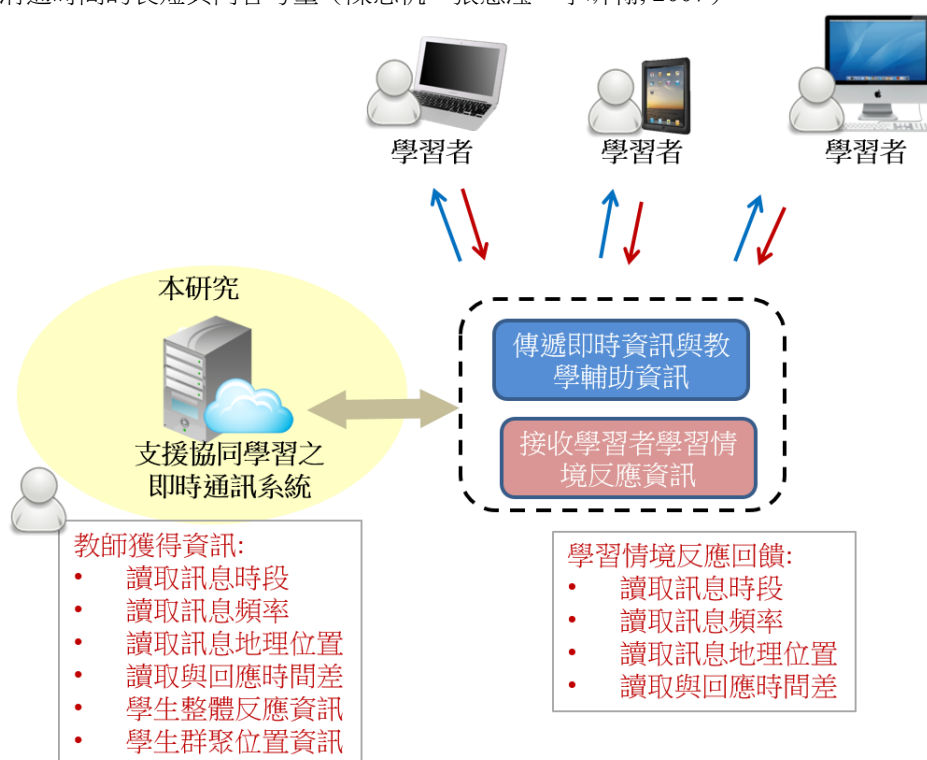 學習者
學習者
學習者
本研究
支援協同學習之
即時通訊系統
傳遞即時資訊與教
學輔助資訊
接收學習者學習情
境反應資訊
教師獲得資訊:
• 讀取訊息時段
• 讀取訊息頻率
• 讀取訊息地理位置
• 讀取與回應時間差
• 學生整體反應資訊
• 學生群聚位置資訊
學習情境反應回饋:
• 讀取訊息時段
• 讀取訊息頻率
• 讀取訊息地理位置
• 讀取與回應時間差